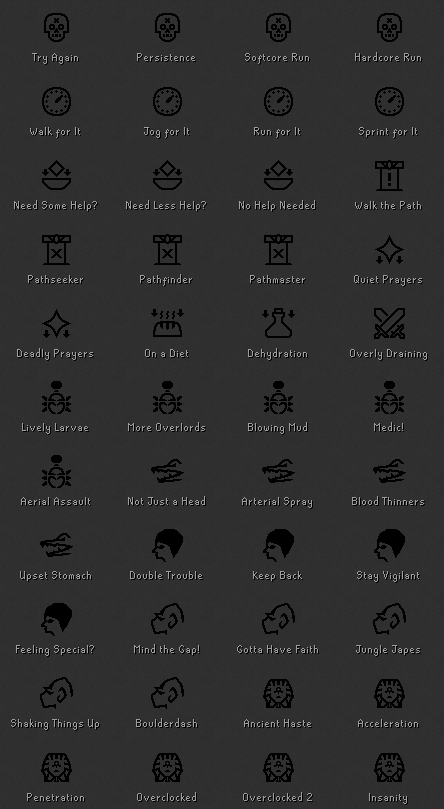 Try Again Persistence Softcore Run Hardcore Run
Walk for It Jog for It Run for It Sprint for It
Need Some Help? Need Less Help? No Help Needed Walk the Path
Pathseeker Pathfinder Pathmaster Quiet Prayers
Deadly Prayers On a Diet Dehydration Overly Draining
Lively Larvae More Overlords Blowing Mud Medic!
Aerial Assault Not Just a Head Arterial Spray Blood Thinners
Upset Stomach Double Trouble Keep Back Stay Vigilant
Feeling Special? Mind the Gap! Gotta Have Faith Jungle Japes
Shaking Things Up Boulderdash Ancient Haste Acceleration
Penetration Overclocked Overclocked 2 Insanity